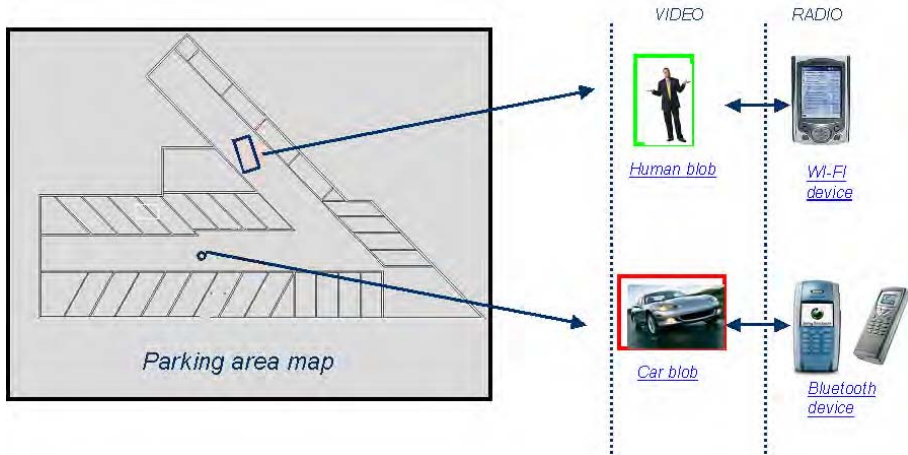 VIDEO
RADIO
Human blob
WI-FI
device
Parking area map
Car blob
Bluetooth
device